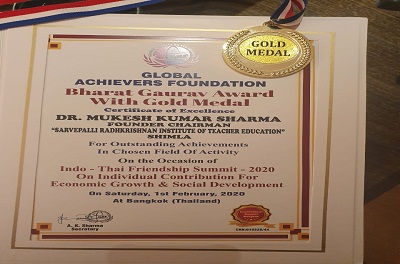 GOLD
MEDAL
GLOBAL
ACHIEVERS FOUNDATION
Bharat Gaurav Award
With Gold Medal
Certificate of Excellence
DR. MUKESH KUMAR SHARMA
FOUNDER CHAIRMAN
"SARVEPALLI RADHKRISHNAN INSTITUTE OF TEACHER EDUCATION"
SHIMLA
For Outstanding Achievements
In Chosen Field Of Activity
On the Occasion of
Indo - Thai Friendship Summit - 2020
On Individual Contribution For
Economic Growth & Social Development
On Saturday, 1st February, 2020
At Bangkok (Thailand)
A. K. Sharma
Secretary